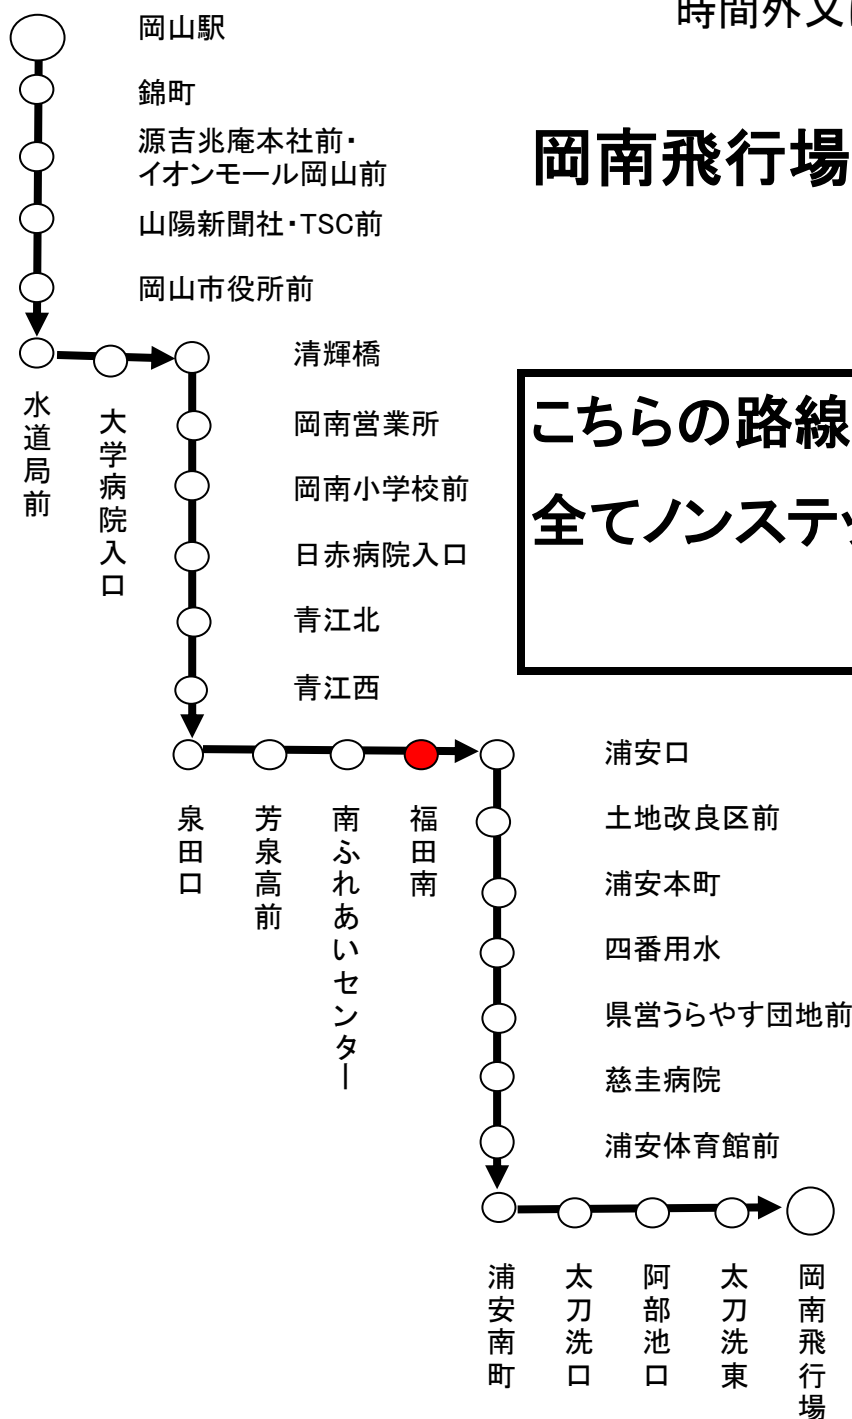 時間外又は
岡山駅
錦町
源吉兆庵本社前・
イオンモール岡山前
岡南飛行場
山陽新聞社・TSC前
岡山市役所前
清輝橋
水道局前
大学病院入口
こちらの路線
岡南営業所
岡南小学校前
全てノンステッ
日赤病院入口
青江北
青江西
浦安口
泉田口
芳泉高前
南ふれあいセンター
福田南
土地改良区前
浦安本町
四番用水
県営うらやす団地前
慈圭病院
浦安体育館前
浦安南町
太刀洗口
阿部池口
太刀洗東
岡南飛行場